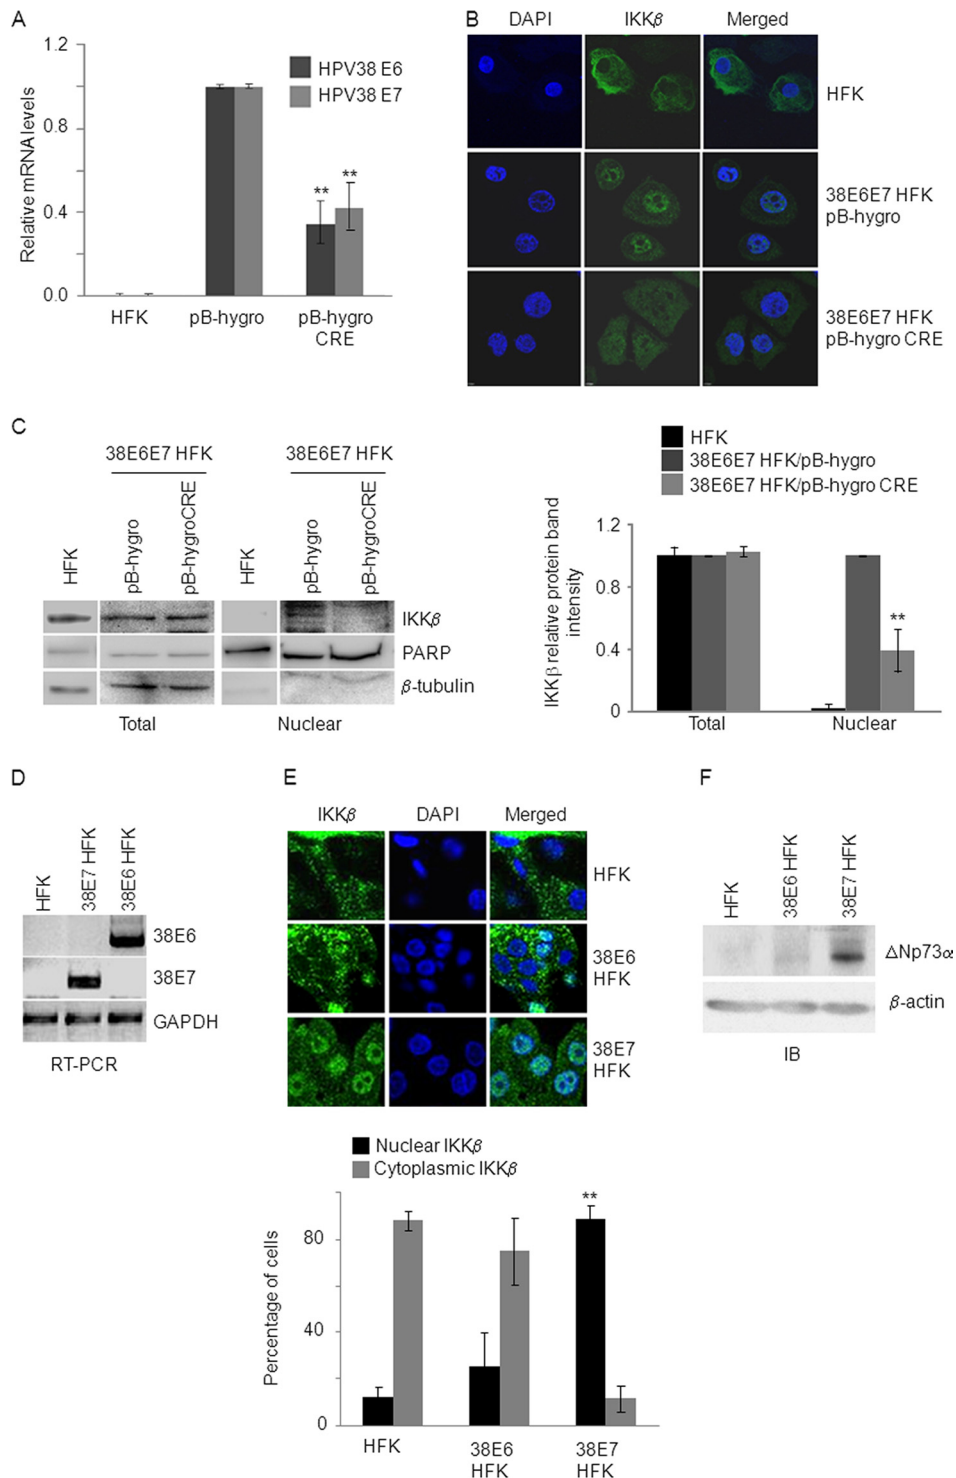 A
Relative mRNA levels
1.2
0.8
0.4
0.0
HPV38 E6
HPV38 E7
**
**
HFK
pB-hygro
pB-hygro
CRE
B
DAPI
IKKβ
Merged
HFK
38E6E7 HFK
pB-hygro
38E6E7 HFK
pB-hygro CRE
C
38E6E7 HFK
38E6E7 HFK
HFK
pB-hygro
pB-hygroCRE
HFK
pB-hygro
pB-hygroCRE
IKKβ
PARP
β-tubulin
Total
Nuclear
HFK
38E6E7 HFK/pB-hygro
38E6E7 HFK/pB-hygro CRE
IKKβ relative protein band
intensity
1.2
0.8
0.4
0
**
Total
Nuclear
D
HFK
38E7 HFK
38E6 HFK
38E6
38E7
GAPDH
RT-PCR
E
IKKβ
DAPI
Merged
HFK
38E6
HFK
38E7
HFK
Nuclear IKKβ
Cytoplasmic IKKβ
Percentage of cells
80
40
0
**
HFK
38E6
HFK
38E7
HFK
F
HFK
38E6 HFK
38E7 HFK
ΔNp73α
β-actin
IB